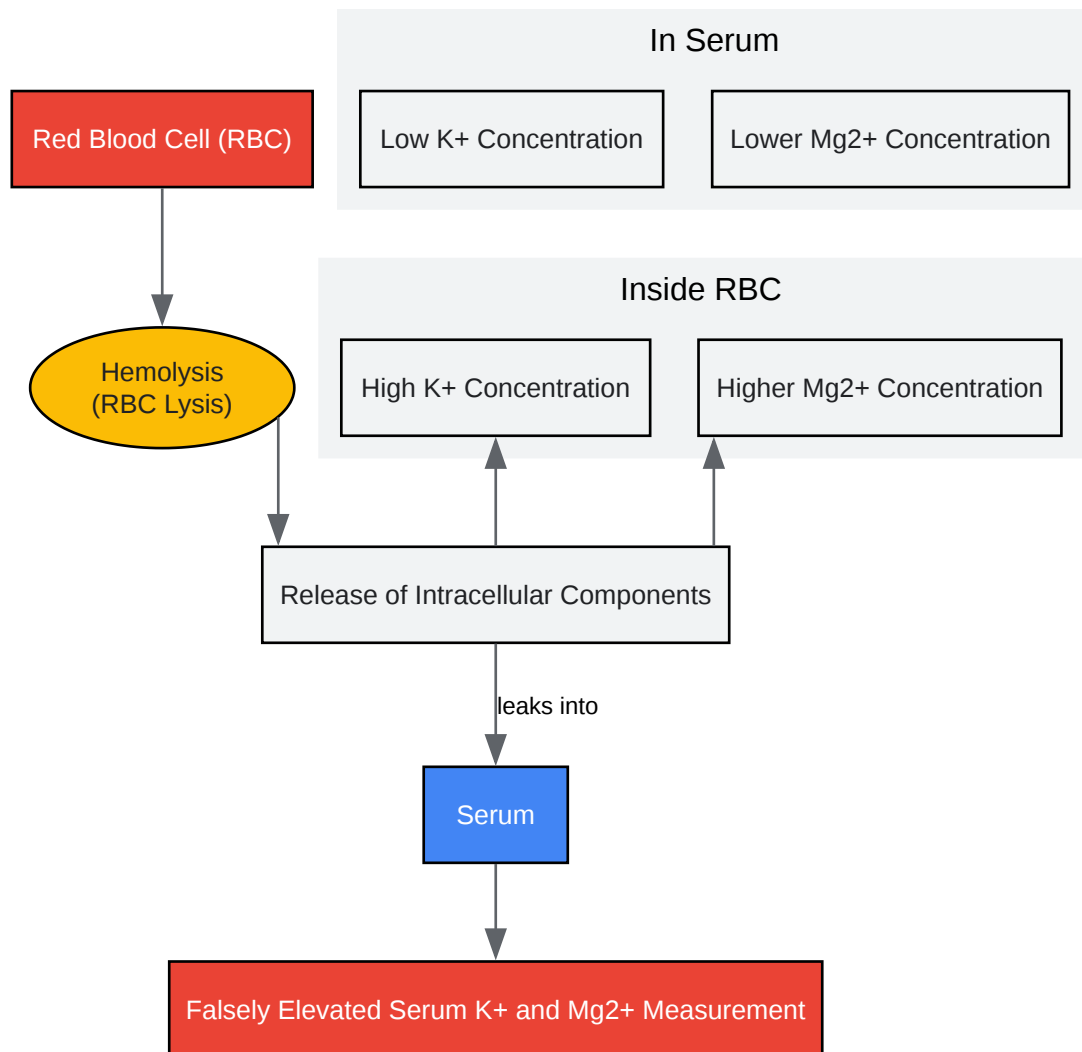 In Serum
Red Blood Cell (RBC)
Low K+ Concentration
Lower Mg2+ Concentration
Inside RBC
Hemolysis
(RBC Lysis)
High K+ Concentration
Higher Mg2+ Concentration
Release of Intracellular Components
leaks into
Serum
Falsely Elevated Serum K+ and Mg2+ Measurement